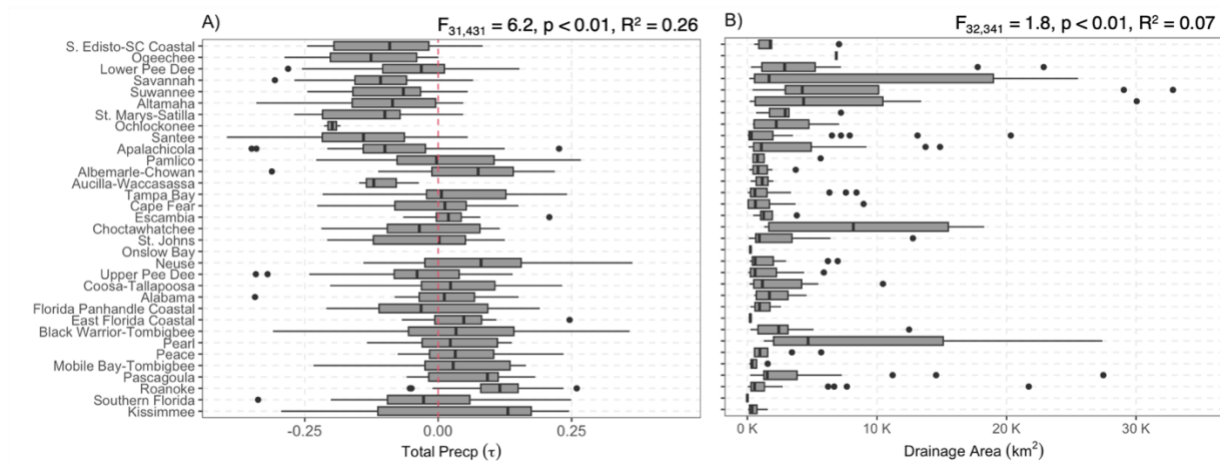 A)
F31,431 = 6.2, p < 0.01, R² = 0.26
B)
F32,341 = 1.8, p < 0.01, R² = 0.07
S. Edisto-SC Coastal
Ogeechee
Lower Pee Dee
Savannah
Suwannee
Altamaha
St. Marys-Satilla
Ochlockonee
Santee
Apalachicola
Pamlico
Albemarle-Chowan
Aucilla-Waccasassa
Tampa Bay
Cape Fear
Escambia
Choctawhatchee
St. Johns
Onslow Bay
Neuse
Upper Pee Dee
Coosa-Tallapoosa
Alabama
Florida Panhandle Coastal
East Florida Coastal
Black Warrior-Tombigbee
Pearl
Peace
Mobile Bay-Tombigbee
Pascagoula
Roanoke
Southern Florida
Kissimmee
-0.25 0.00 0.25
0 K 10 K 20 K 30 K
Total Precp (τ)
Drainage Area (km²)